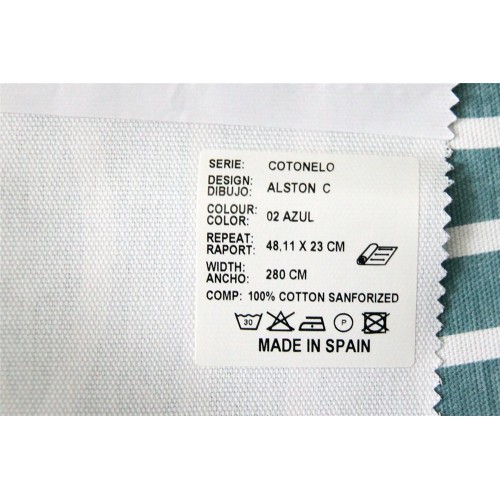 SERIE: COTONELO
DESIGN:
DIBUJO: ALSTON C
COLOUR:
COLOR: 02 AZUL
REPEAT:
RAPORT: 48,11 X 23 CM
WIDTH:
ANCHO: 280 CM
COMP: 100% COTTON SANFORIZED
30 P
MADE IN SPAIN